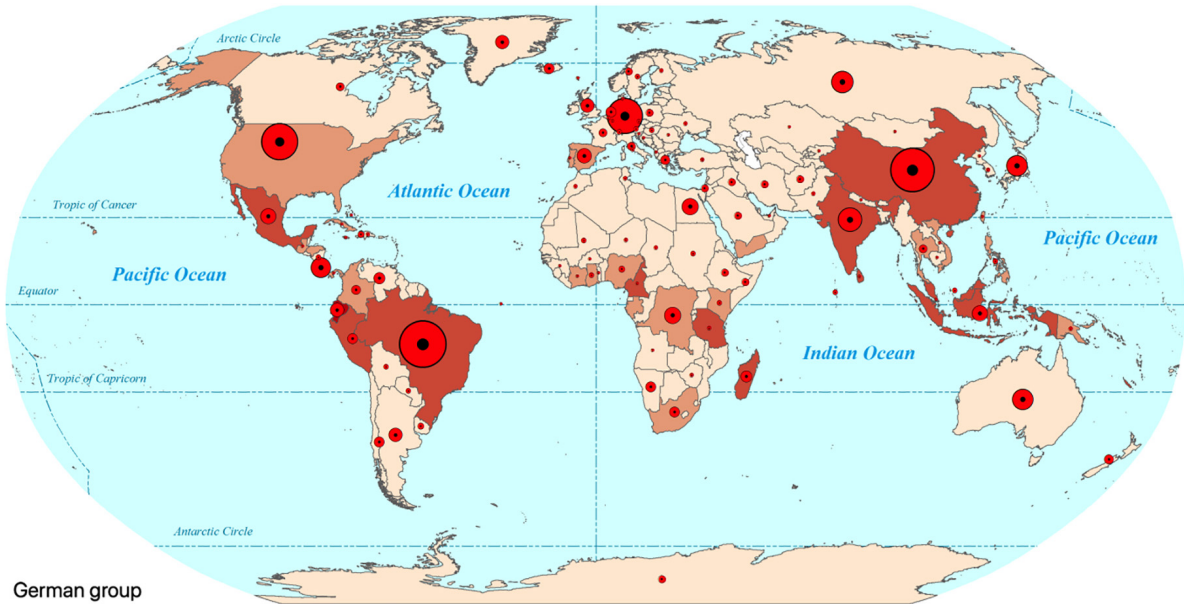 Arctic Circle
Atlantic Ocean
Tropic of Cancer
Pacific Ocean
Pacific Ocean
Equator
Indian Ocean
Tropic of Capricorn
Antarctic Circle
German group